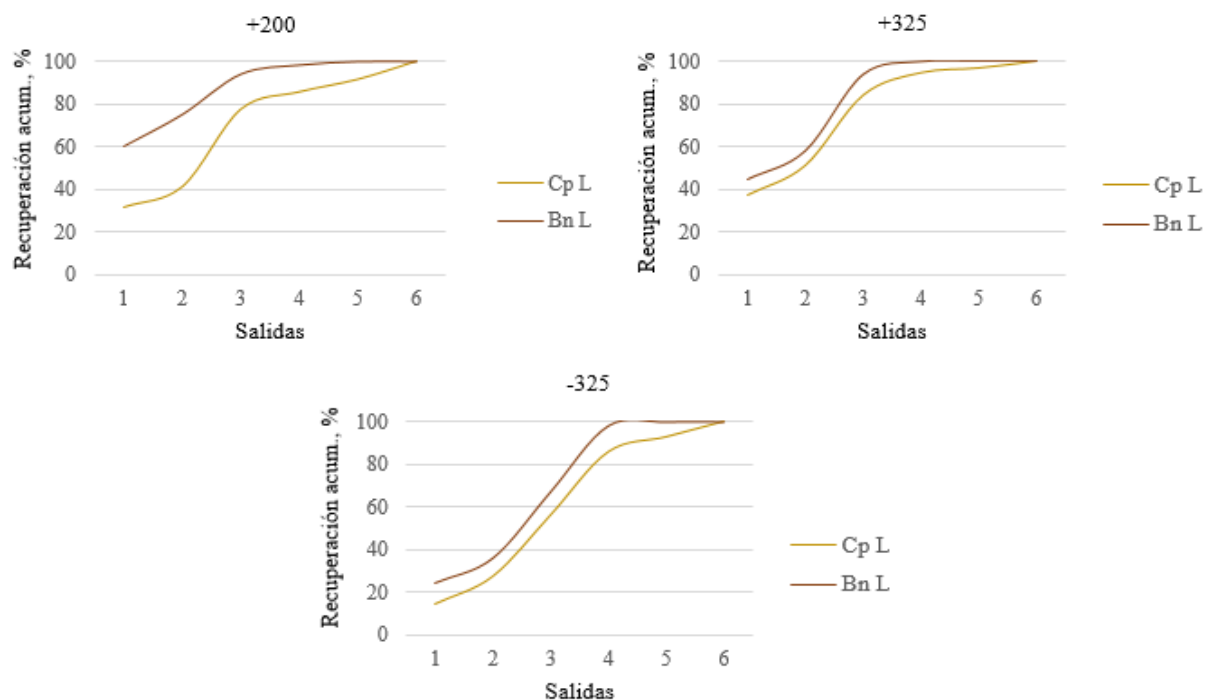 +200
Recuperación acum., %
100
80
60
40
20
0
1 2 3 4 5 6
Salidas
Cp L
Bn L
+325
Recuperación acum., %
100
80
60
40
20
0
1 2 3 4 5 6
Salidas
Cp L
Bn L
-325
Recuperación acum., %
100
80
60
40
20
0
1 2 3 4 5 6
Salidas
Cp L
Bn L